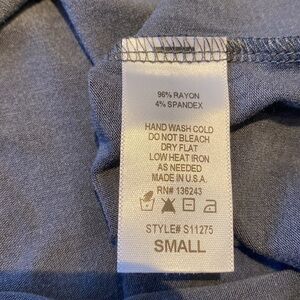 96% RAYON
4% SPANDEX
HAND WASH COLD
DO NOT BLEACH
DRY FLAT
LOW HEAT IRON
AS NEEDED
MADE IN U.S.A.
RN# 136243
STYLE# S11275
SMALL